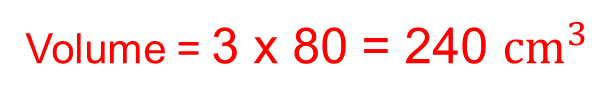 Volume = 3 x 80 = 240 cm³